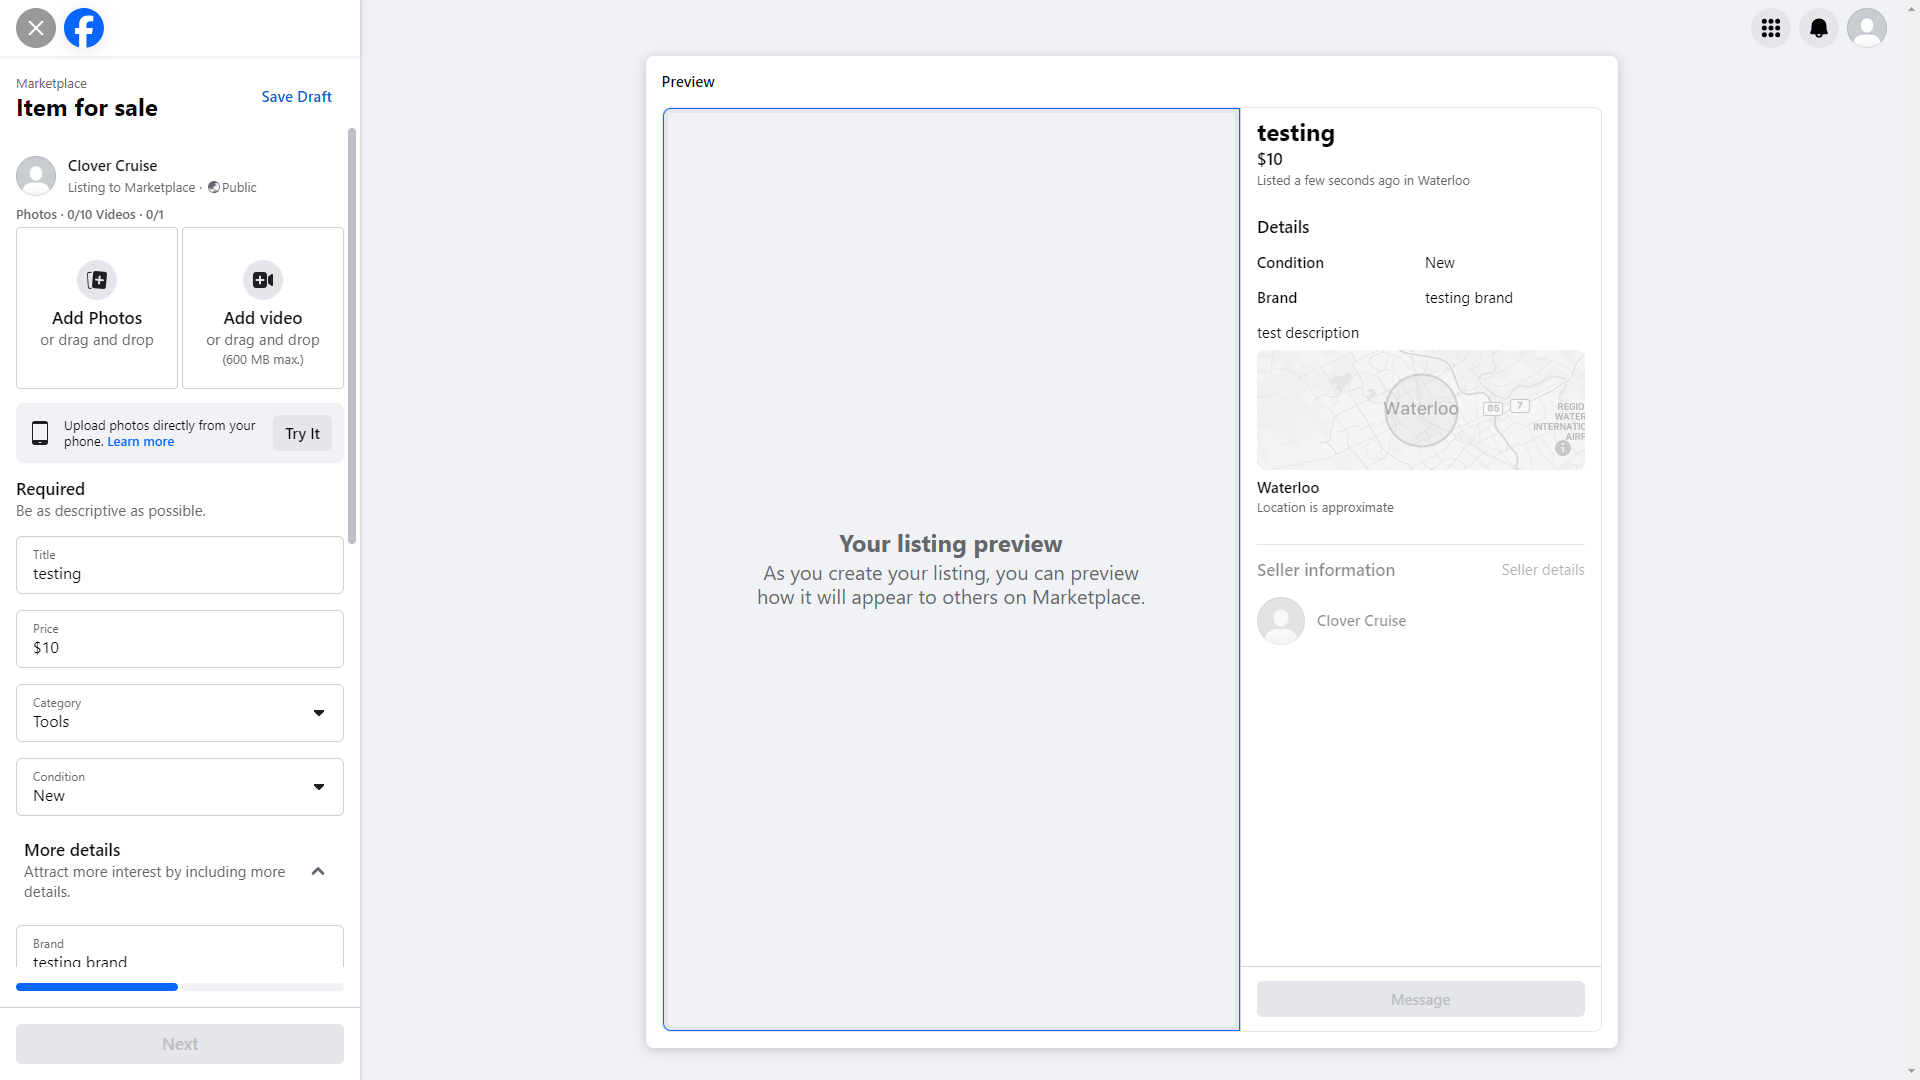 Marketplace
Item for sale
Save Draft
Clover Cruise
Listing to Marketplace · Public
Photos · 0/10 Videos · 0/1
Add Photos
or drag and drop
Add video
or drag and drop
(600 MB max.)
Upload photos directly from your
phone. Learn more
Try It
Required
Be as descriptive as possible.
Title
testing
Price
$10
Category
Tools
Condition
New
More details
Attract more interest by including more
details.
Brand
testing brand
Next
Preview
Your listing preview
As you create your listing, you can preview
how it will appear to others on Marketplace.
testing
$10
Listed a few seconds ago in Waterloo
Details
Condition New
Brand testing brand
test description
Waterloo
85
7
REGIO
WATER
INTERNATIO
AIRP
Waterloo
Location is approximate
Seller information
Seller details
Clover Cruise
Message